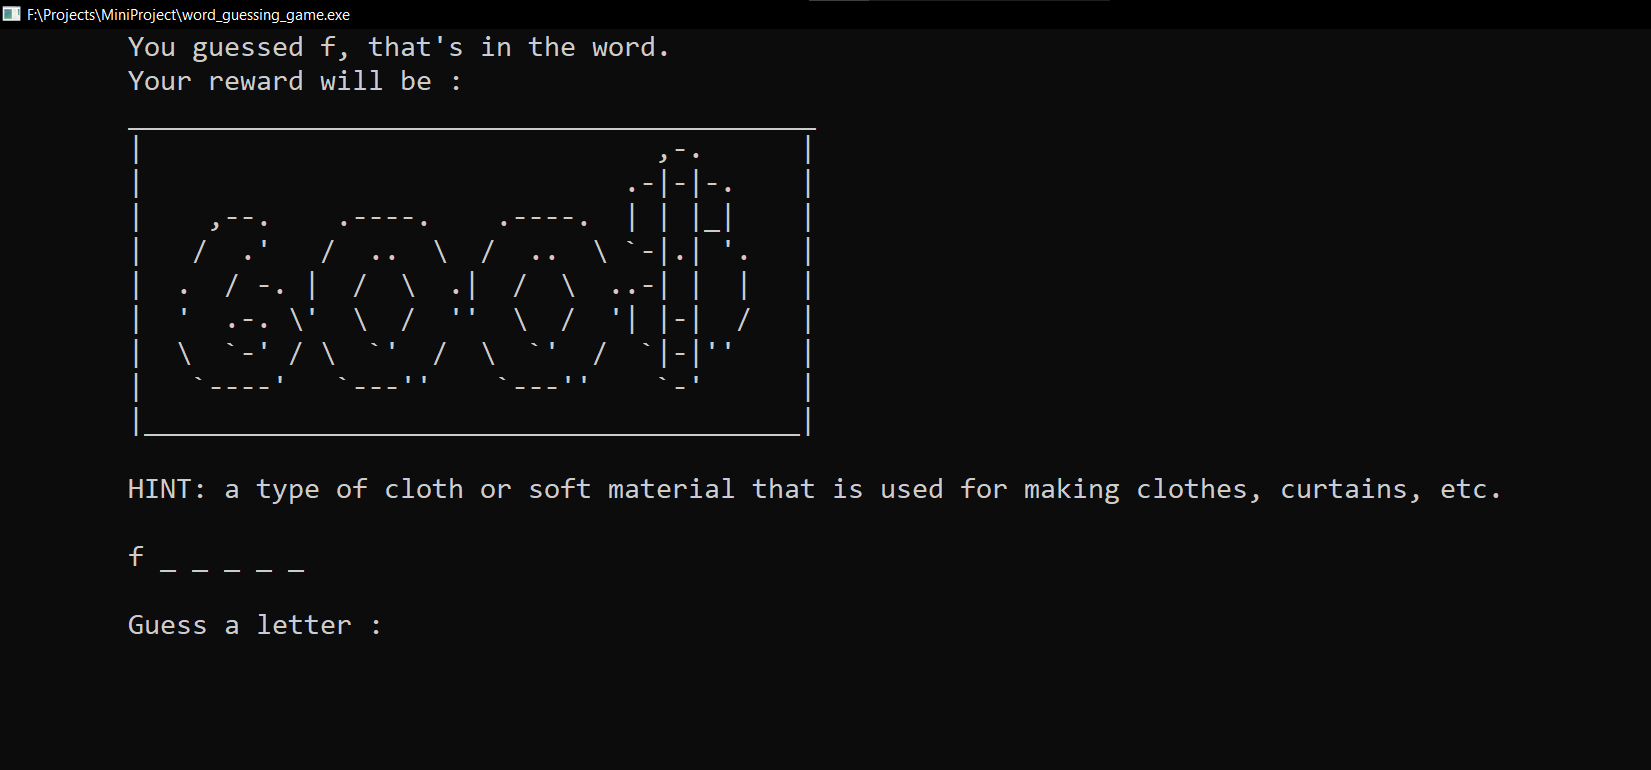 F:\Projects\MiniProject\word_guessing_game.exe
You guessed f, that's in the word.
Your reward will be :
600$
HINT: a type of cloth or soft material that is used for making clothes, curtains, etc.
f _ _ _ _ _
Guess a letter :